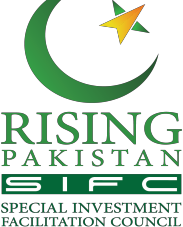 RISING
PAKISTAN
SIFC
SPECIAL INVESTMENT
FACILITATION COUNCIL